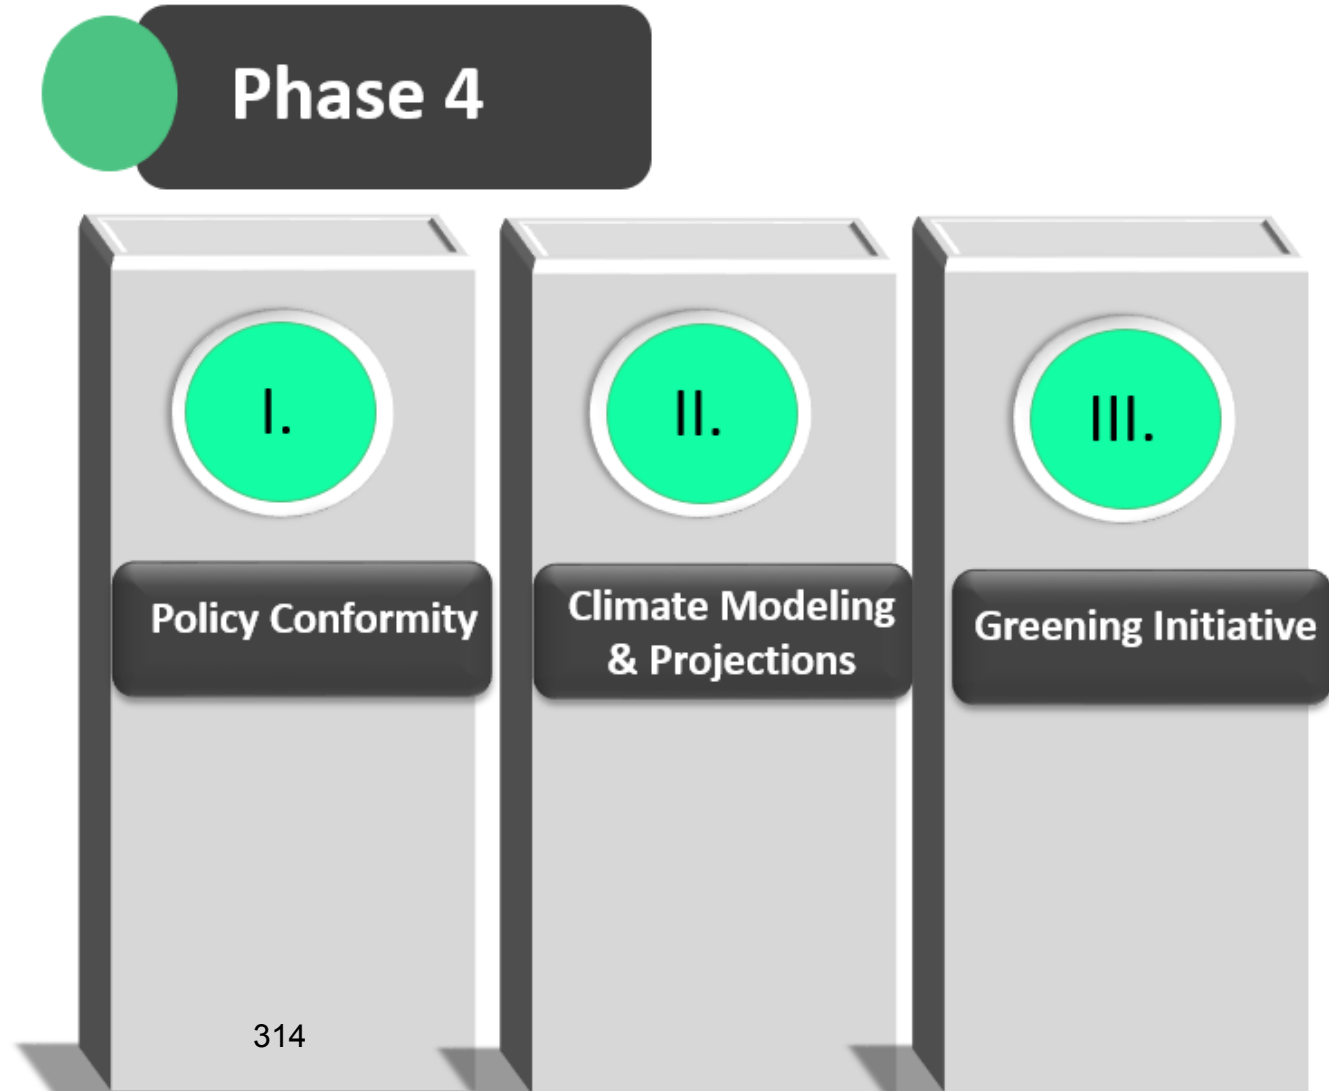 Phase 4
I.
II.
III.
Policy Conformity
Climate Modeling
& Projections
Greening Initiative
314